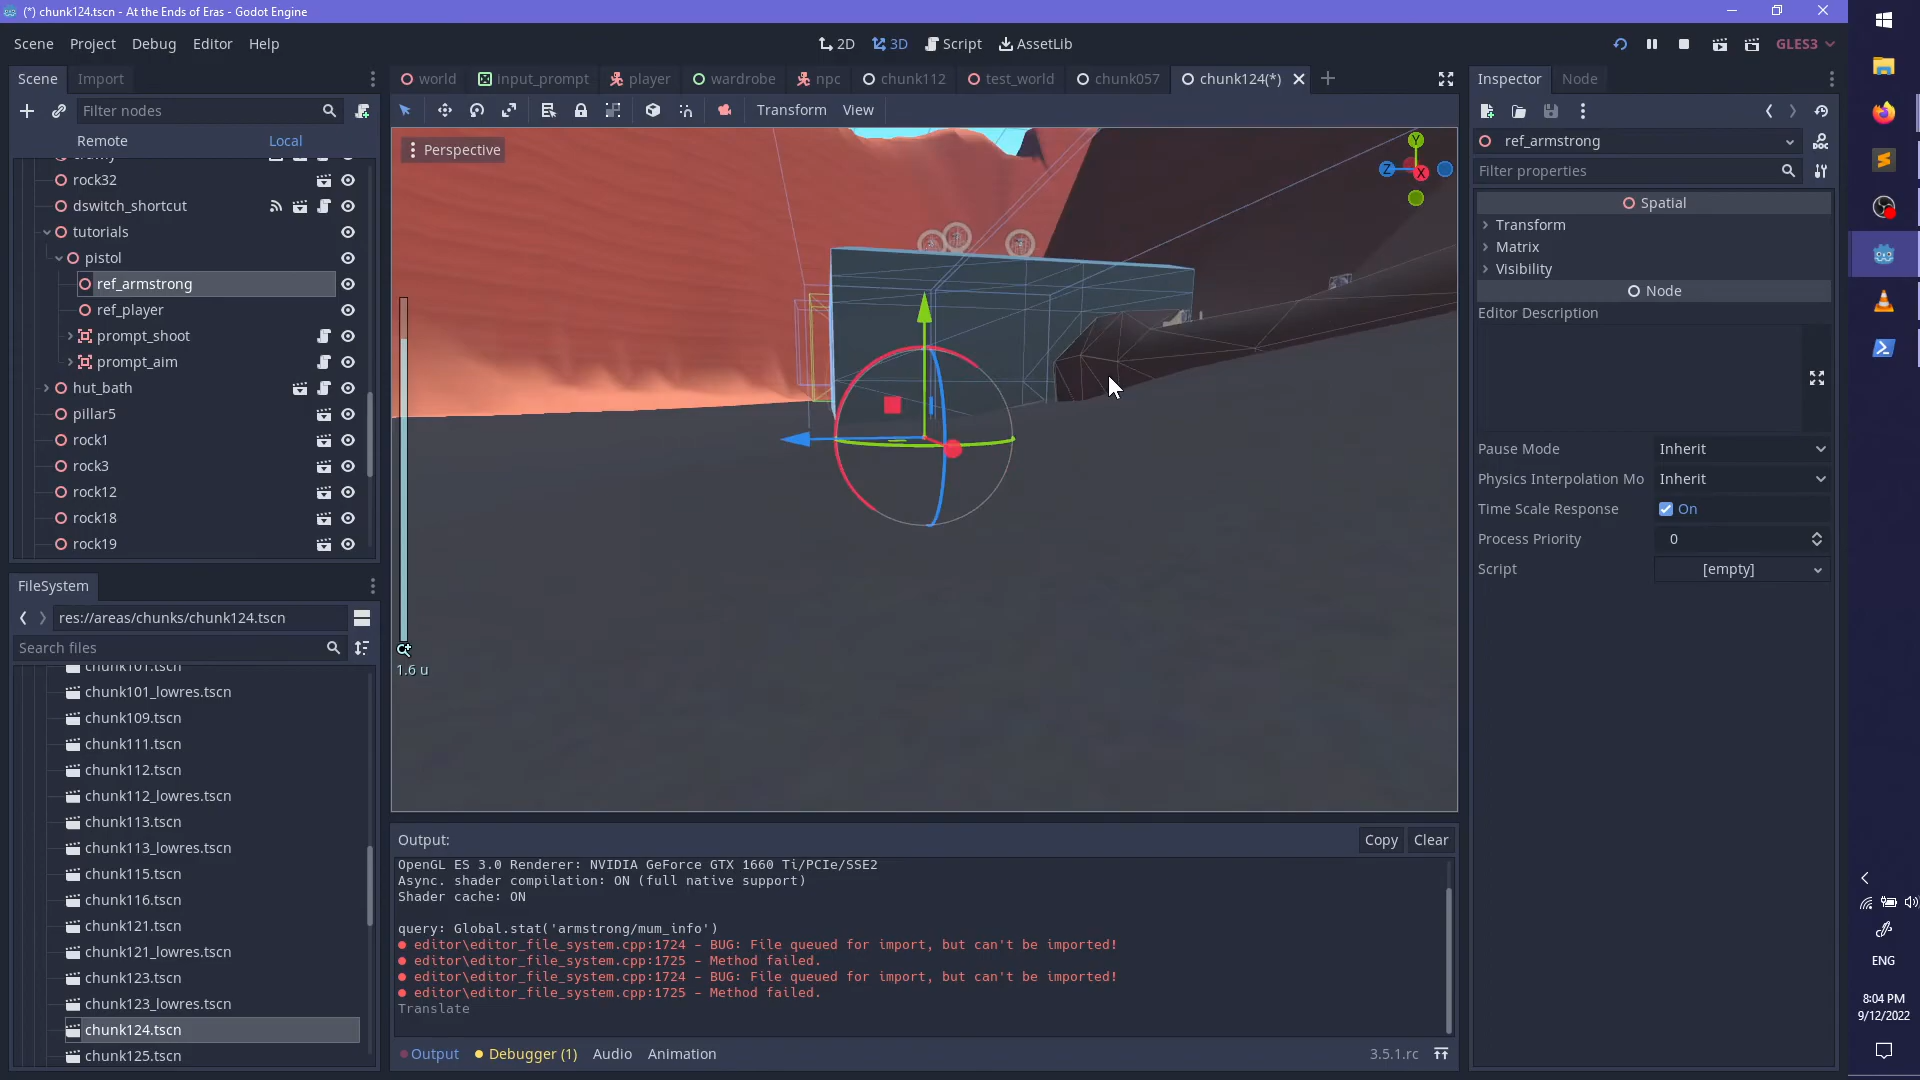 (*) chunk124.tscn - At the Ends of Eras - Godot Engine
Scene Project Debug Editor Help
2D 3D Script AssetLib
GLES3
Scene Import
Filter nodes
Remote Local
rock32
dswitch_shortcut
tutorials
pistol
ref_armstrong
ref_player
prompt_shoot
prompt_aim
hut_bath
pillar5
rock1
rock3
rock12
rock18
rock19
FileSystem
res://areas/chunks/chunk124.tscn
Search files
chunk101.tscn
chunk101_lowres.tscn
chunk109.tscn
chunk111.tscn
chunk112.tscn
chunk112_lowres.tscn
chunk113.tscn
chunk113_lowres.tscn
chunk115.tscn
chunk116.tscn
chunk121.tscn
chunk121_lowres.tscn
chunk123.tscn
chunk123_lowres.tscn
chunk124.tscn
chunk125.tscn
world input_prompt player wardrobe npc chunk112 test_world chunk057 chunk124(*)
Transform View
Perspective
Y
Z
X
1.6 u
Output:
Copy Clear
OpenGL ES 3.0 Renderer: NVIDIA GeForce GTX 1660 Ti/PCIe/SSE2
Async. shader compilation: ON (full native support)
Shader cache: ON
query: Global.stat('armstrong/mum_info')
editor\editor_file_system.cpp:1724 - BUG: File queued for import, but can't be imported!
editor\editor_file_system.cpp:1725 - Method failed.
editor\editor_file_system.cpp:1724 - BUG: File queued for import, but can't be imported!
editor\editor_file_system.cpp:1725 - Method failed.
Translate
Output Debugger (1) Audio Animation
3.5.1.rc
Inspector Node
ref_armstrong
Filter properties
Spatial
Transform
Matrix
Visibility
Node
Editor Description
Pause Mode Inherit
Physics Interpolation Mo Inherit
Time Scale Response On
Process Priority 0
Script [empty]
ENG
8:04 PM
9/12/2022